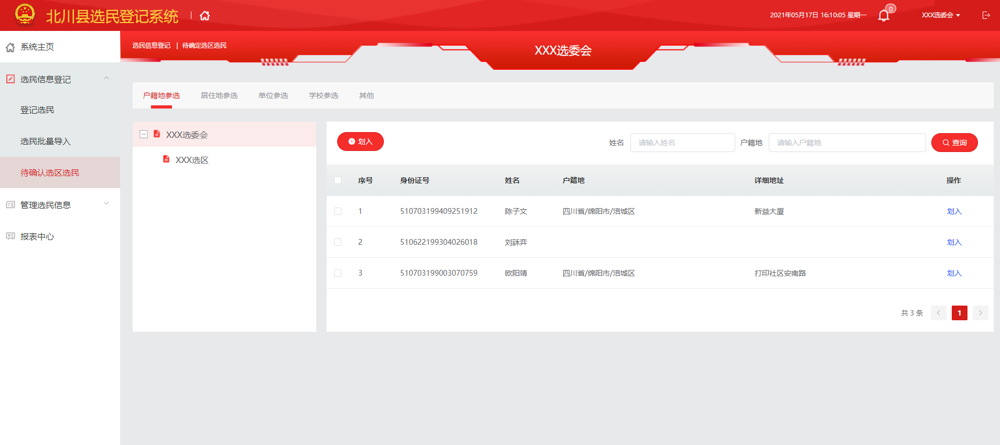 北川县选民登记系统
2021年05月17日 16:10:05 星期一
0
XXX选委会
系统主页
选民信息登记
登记选民
选民批量导入
待确认选区选民
管理选民信息
报表中心
选民信息登记 | 待确定选区选民
XXX选委会
户籍地参选 居住地参选 单位参选 学校参选 其他
XXX选委会
XXX选区
划入
姓名 请输入姓名 户籍地 请输入户籍地 查询
序号 身份证号 姓名 户籍地 详细地址 操作
1 510703199409251912 陈子文 四川省/绵阳市/涪城区 新益大厦 划入
2 510622199304026018 刘訸弈 划入
3 510703199003070759 欧阳靖 四川省/绵阳市/涪城区 打印社区安南路 划入
共 3 条 1